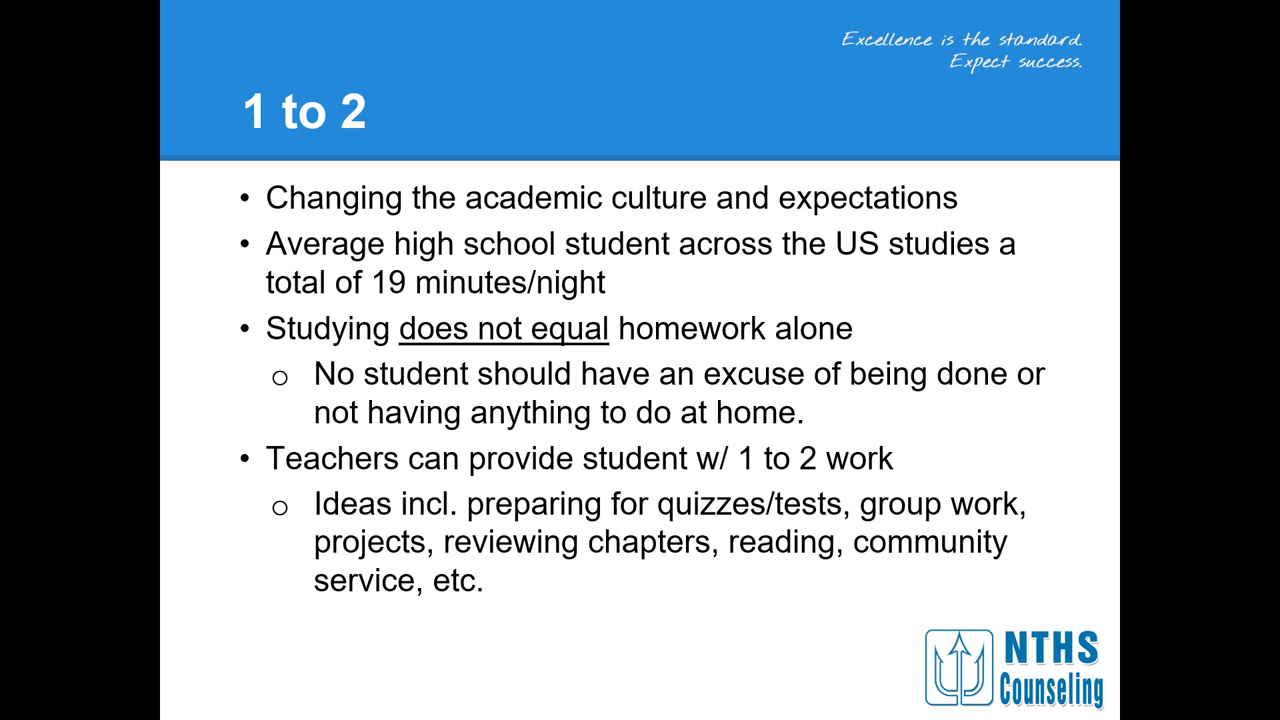 Excellence is the standard.
Expect success.
1 to 2
• Changing the academic culture and expectations
• Average high school student across the US studies a
total of 19 minutes/night
• Studying does not equal homework alone
o No student should have an excuse of being done or
not having anything to do at home.
• Teachers can provide student w/ 1 to 2 work
o Ideas incl. preparing for quizzes/tests, group work,
projects, reviewing chapters, reading, community
service, etc.
NTHS
Counseling